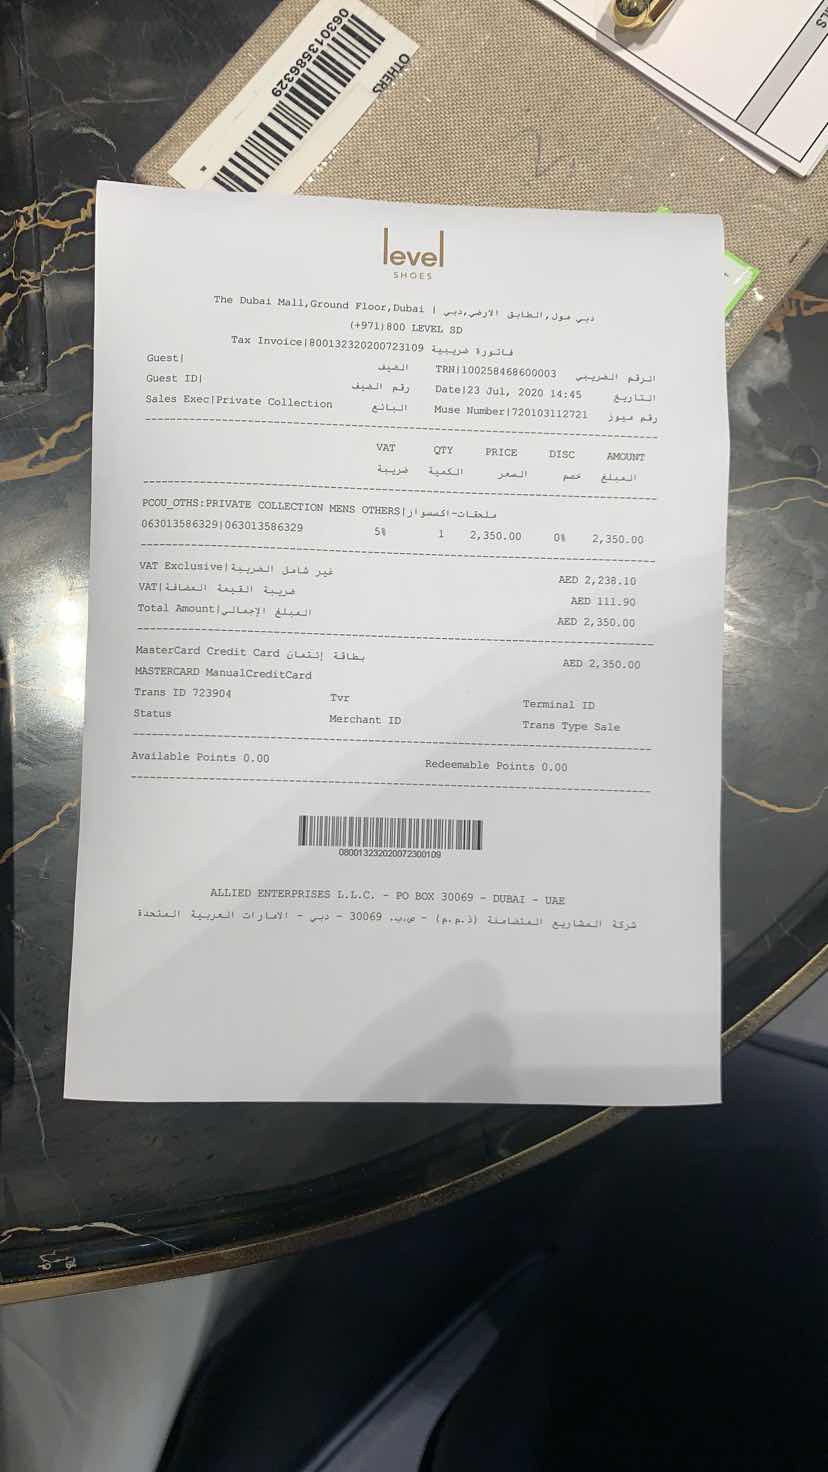 063013586329
OTHERS
2.
level
SHOES
The Dubai Mall,Ground Floor,Dubai | دبي مول,الطابق الارضي,دبي
(+971)800 LEVEL SD
Tax Invoice|800132320200723109 فاتورة ضريبية
Guest| الضيف TRN|100258468600003 الرقم الضريبي
Guest ID| رقم الضيف Date|23 Jul, 2020 14:45 التاريخ
Sales Exec|Private Collection البائع Muse Number|720103112721 رقم ميوز
VAT QTY PRICE DISC AMOUNT
ضريبة الكمية السعر خصم المبلغ
PCOU_OTHS:PRIVATE COLLECTION MENS OTHERS|ملحقات-اكسسوار
063013586329|063013586329 5% 1 2,350.00 0% 2,350.00
VAT Exclusive|غير شامل الضريبة AED 2,238.10
VAT|ضريبة القيمة المضافة AED 111.90
Total Amount|المبلغ الإجمالي AED 2,350.00
MasterCard Credit Card بطاقة إئتمان AED 2,350.00
MASTERCARD ManualCreditCard
Trans ID 723904 Tvr Terminal ID
Status Merchant ID Trans Type Sale
Available Points 0.00 Redeemable Points 0.00
080013232020072300109
ALLIED ENTERPRISES L.L.C. - PO BOX 30069 - DUBAI - UAE
شركة المشاريع المتضامنة (ذ.م.م) - ص.ب. 30069 - دبي - الامارات العربية المتحدة